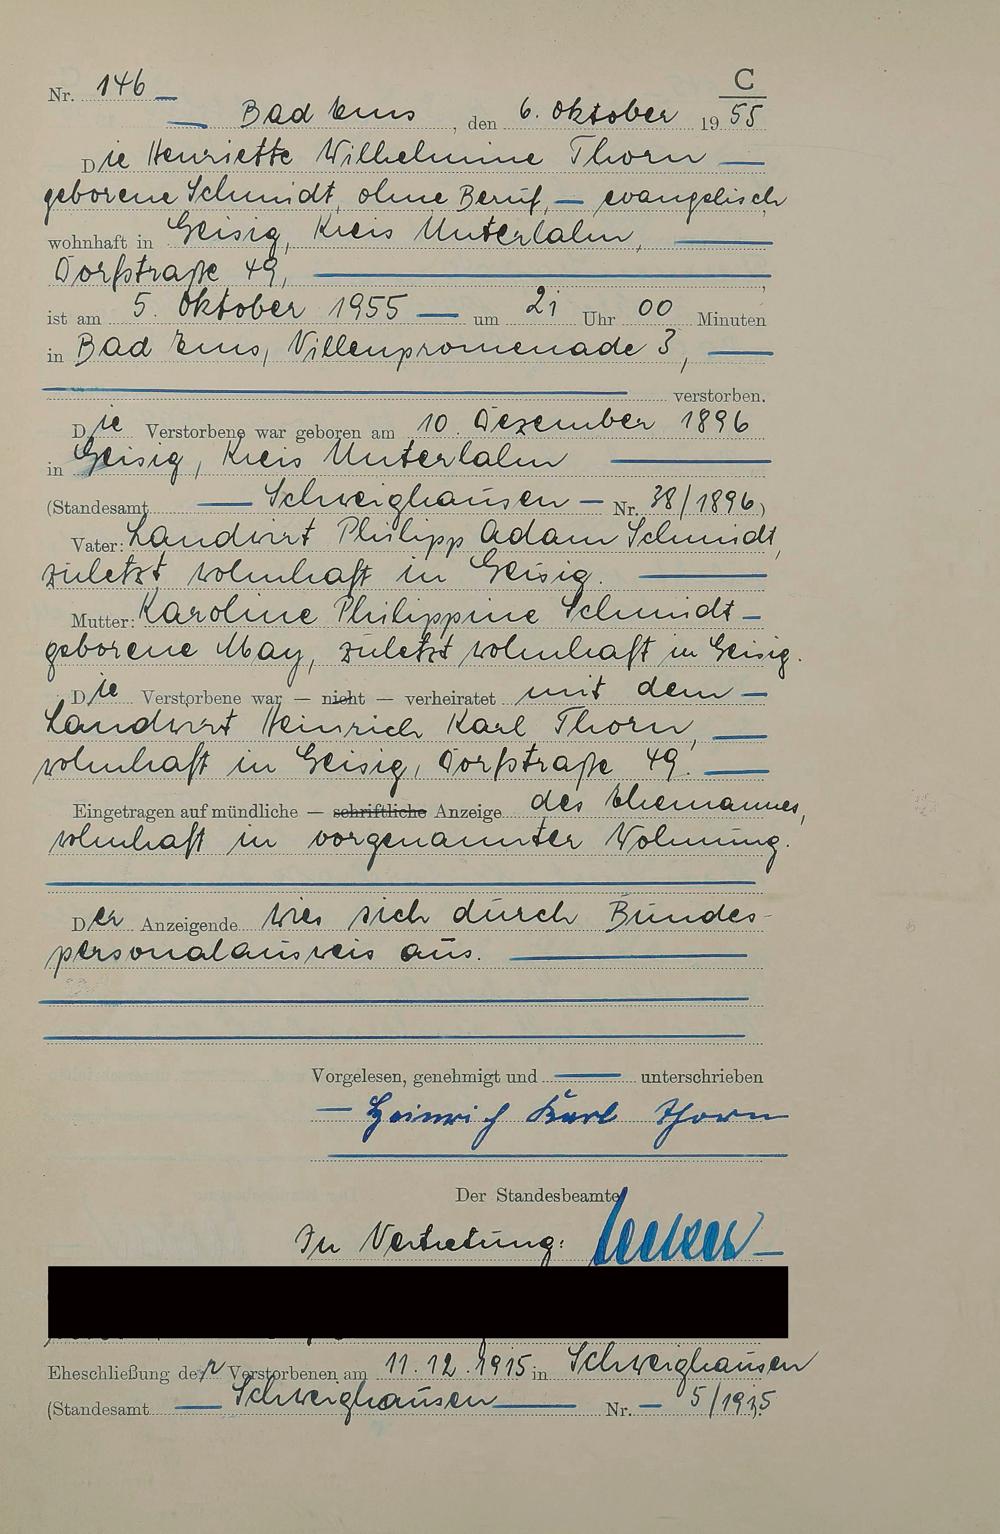 C
Nr. 146
Bad Ems, den 6. Oktober 1955
Die Henriette Wilhelmine Thorn
geborene Schmidt, ohne Beruf, evangelisch
wohnhaft in Geisig, Kreis Unterlahn,
Dorfstraße 49,
ist am 5. Oktober 1955 um 21 Uhr 00 Minuten
in Bad Ems, Villenpromenade 3,
verstorben.
Die Verstorbene war geboren am 10. Dezember 1896
in Geisig, Kreis Unterlahn
(Standesamt Schweighausen Nr. 38/1896)
Vater: Landwirt Philipp Adam Schmidt,
zuletzt wohnhaft in Geisig.
Mutter: Karoline Philippine Schmidt
geborene May, zuletzt wohnhaft in Geisig.
Die Verstorbene war — nicht — verheiratet mit dem
Landwirt Heinrich Karl Thorn,
wohnhaft in Geisig, Dorfstraße 49.
Eingetragen auf mündliche — schriftliche Anzeige des Ehemannes,
wohnhaft in vorgenannter Wohnung.
Der Anzeigende wies sich durch Bundes-
personalausweis aus.
Vorgelesen, genehmigt und unterschrieben
Heinrich Karl Thorn
Der Standesbeamte
In Vertretung:
Eheschließung der Verstorbenen am 11.12.1915 in Schweighausen
(Standesamt Schweighausen Nr. 5/1915